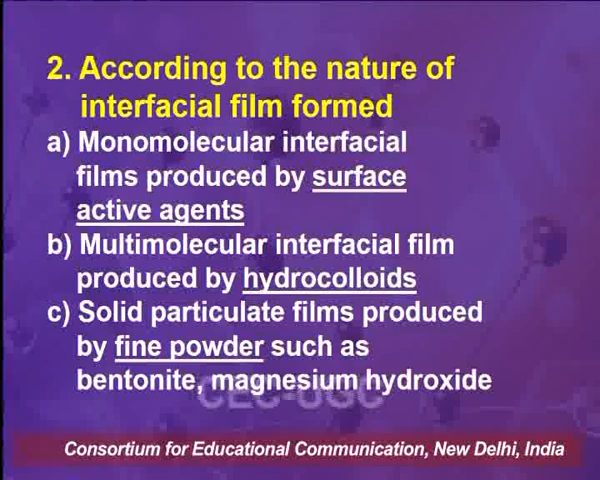 2. According to the nature of
interfacial film formed
a) Monomolecular interfacial
films produced by surface
active agents
b) Multimolecular interfacial film
produced by hydrocolloids
c) Solid particulate films produced
by fine powder such as
bentonite, magnesium hydroxide
CEC-UGC
Consortium for Educational Communication, New Delhi, India